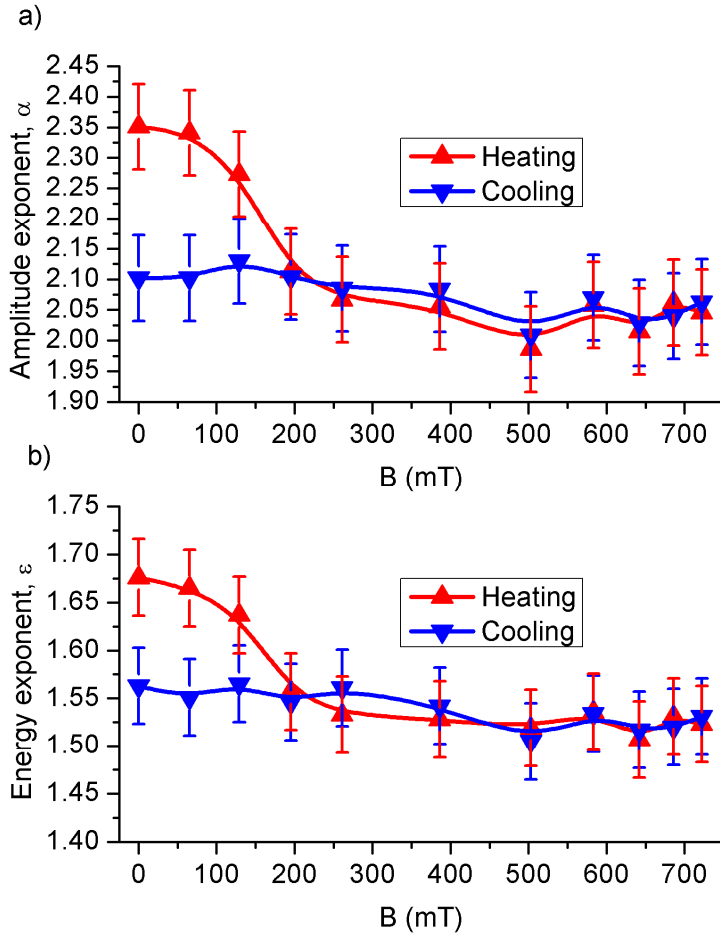 a)
Amplitude exponent, α
2.45
2.40
2.35
2.30
2.25
2.20
2.15
2.10
2.05
2.00
1.95
1.90
Heating
Cooling
0 100 200 300 400 500 600 700
B (mT)
b)
Energy exponent, ε
1.75
1.70
1.65
1.60
1.55
1.50
1.45
1.40
Heating
Cooling
0 100 200 300 400 500 600 700
B (mT)